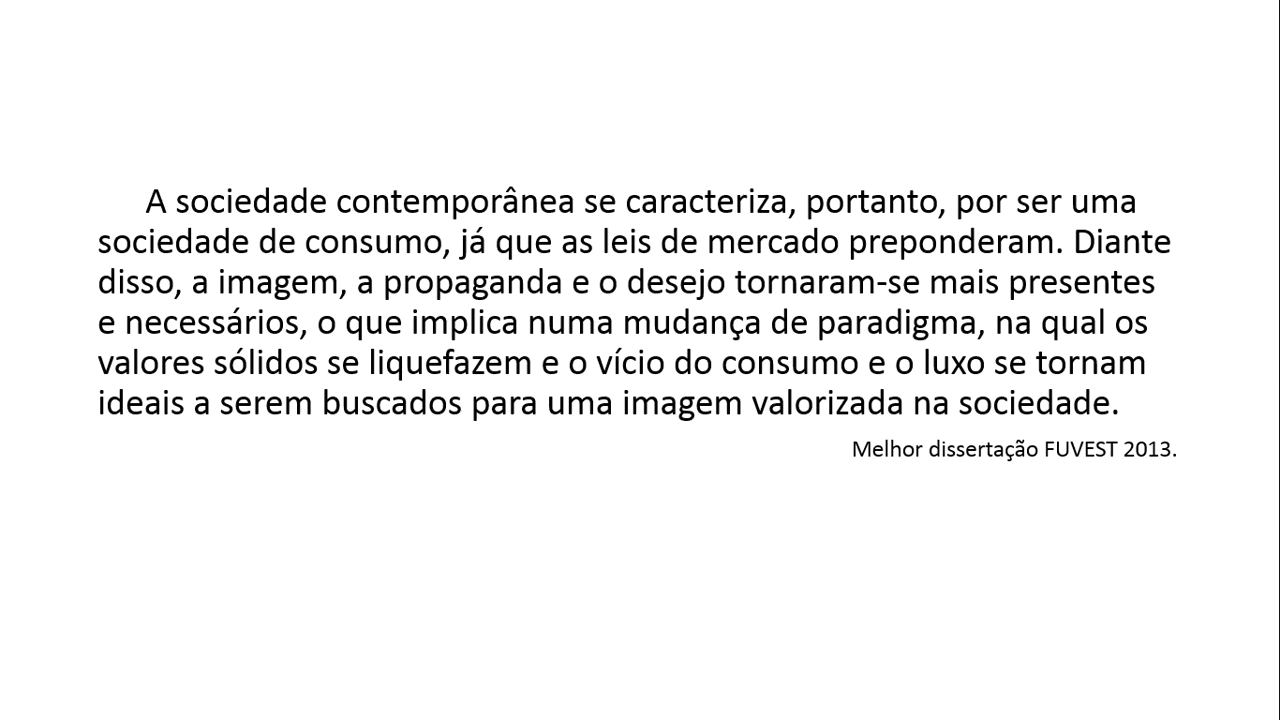 A sociedade contemporânea se caracteriza, portanto, por ser uma
sociedade de consumo, já que as leis de mercado preponderam. Diante
disso, a imagem, a propaganda e o desejo tornaram-se mais presentes
e necessários, o que implica numa mudança de paradigma, na qual os
valores sólidos se liquefazem e o vício do consumo e o luxo se tornam
ideais a serem buscados para uma imagem valorizada na sociedade.
Melhor dissertação FUVEST 2013.